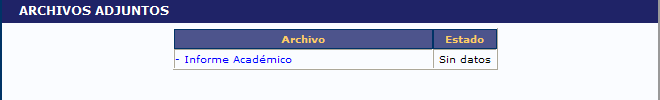 ARCHIVOS ADJUNTOS
Archivo Estado
- Informe Académico Sin datos